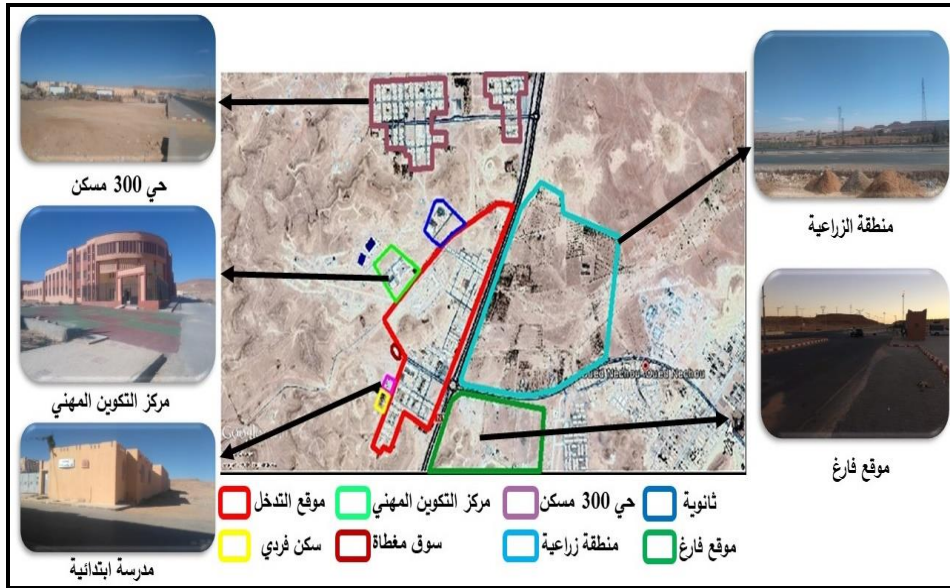 حي 300 مسكن
مركز التكوين المهني
مدرسة ابتدائية
منطقة الزراعية
موقع فارغ
Google
Oued Nechou
موقع التدخل
مركز التكوين المهني
حي 300 مسكن
ثانوية
سكن فردي
سوق مغطاة
منطقة زراعية
موقع فارغ